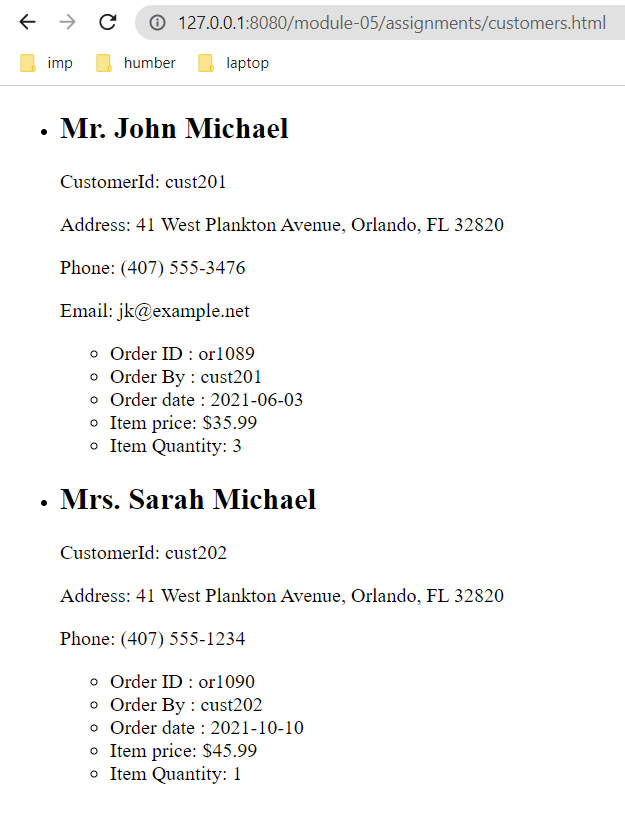 127.0.0.1:8080/module-05/assignments/customers.html
imp humber laptop
Mr. John Michael
CustomerId: cust201
Address: 41 West Plankton Avenue, Orlando, FL 32820
Phone: (407) 555-3476
Email: jk@example.net
Order ID : or1089
Order By : cust201
Order date : 2021-06-03
Item price: $35.99
Item Quantity: 3
Mrs. Sarah Michael
CustomerId: cust202
Address: 41 West Plankton Avenue, Orlando, FL 32820
Phone: (407) 555-1234
Order ID : or1090
Order By : cust202
Order date : 2021-10-10
Item price: $45.99
Item Quantity: 1